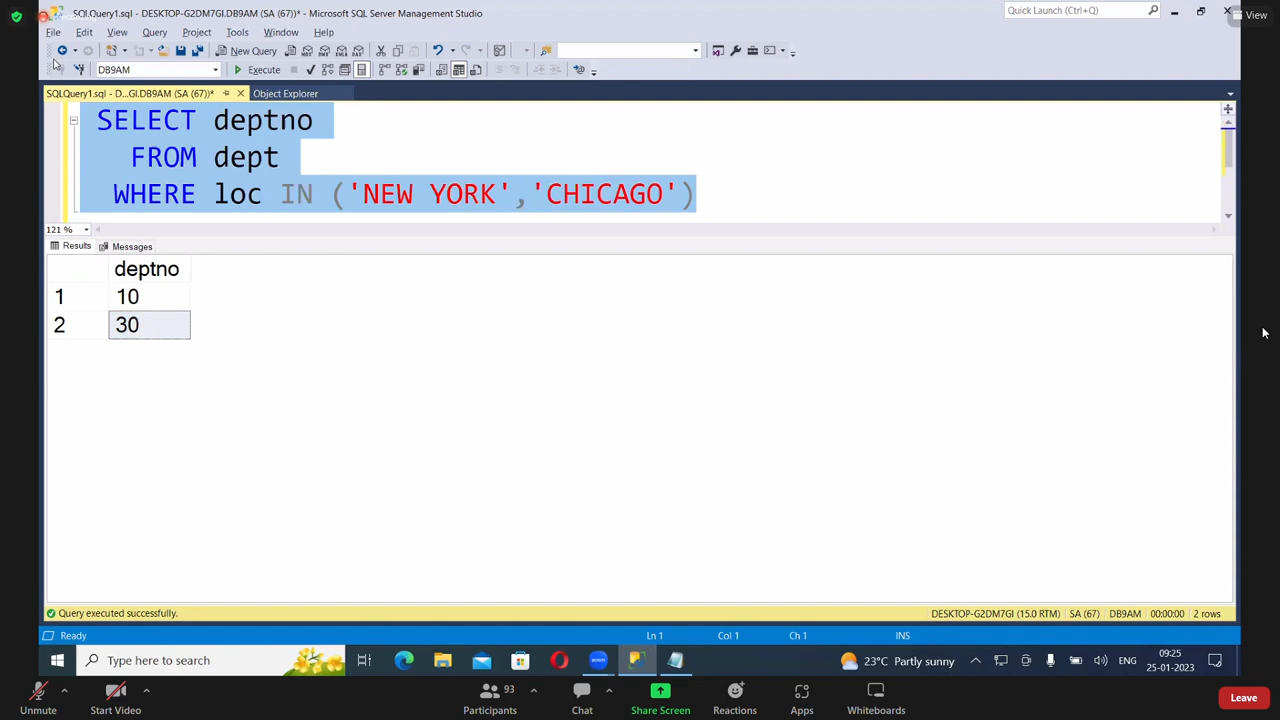 SQLQuery1.sql - DESKTOP-G2DM7GI.DB9AM (SA (67))* - Microsoft SQL Server Management Studio
Quick Launch (Ctrl+Q)
View
File Edit View Query Project Tools Window Help
New Query
DB9AM
Execute
SQLQuery1.sql - D...GI.DB9AM (SA (67))*
Object Explorer
SELECT deptno
FROM dept
WHERE loc IN ('NEW YORK','CHICAGO')
121 %
Results Messages
deptno
1 10
2 30
Query executed successfully.
DESKTOP-G2DM7GI (15.0 RTM) SA (67) DB9AM 00:00:00 2 rows
Ready Ln 1 Col 1 Ch 1 INS
Type here to search
23°C Partly sunny
ENG
09:25
25-01-2023
93
Unmute Start Video Participants Chat Share Screen Reactions Apps Whiteboards
Leave